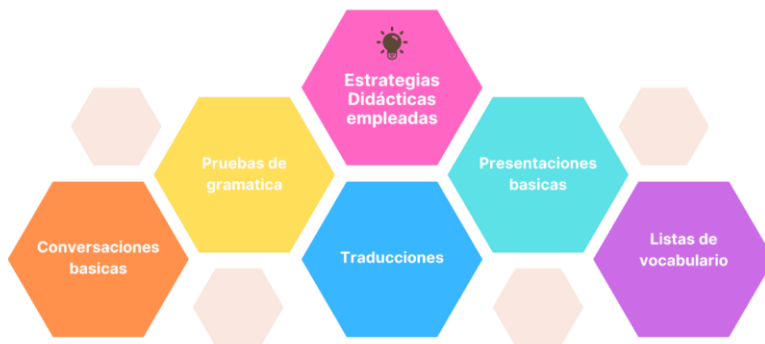 Estrategias
Didácticas
empleadas
Pruebas de
gramatica
Presentaciones
basicas
Conversaciones
basicas
Traducciones
Listas de
vocabulario